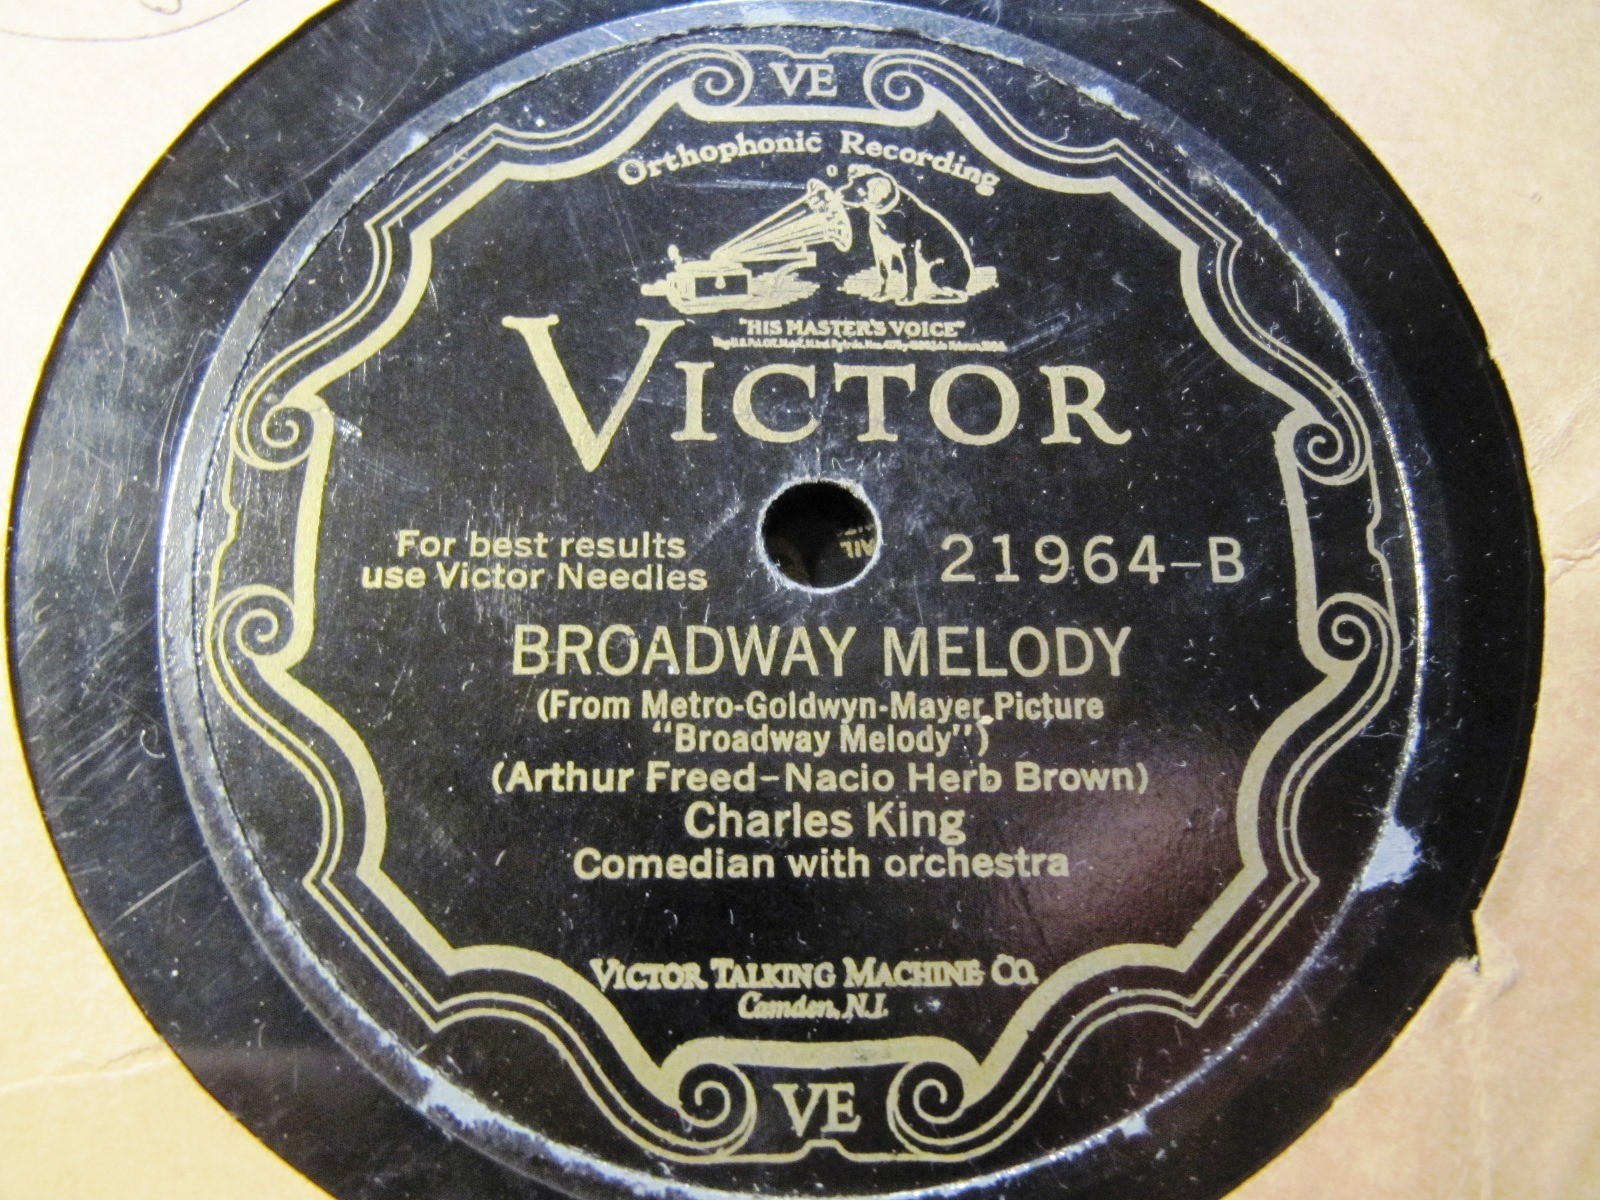 VE
Orthophonic Recording
"HIS MASTER'S VOICE"
VICTOR
For best results
use Victor Needles
21964-B
BROADWAY MELODY
(From Metro-Goldwyn-Mayer Picture
"Broadway Melody")
(Arthur Freed-Nacio Herb Brown)
Charles King
Comedian with orchestra
VICTOR TALKING MACHINE CO.
Camden, N.J.
VE